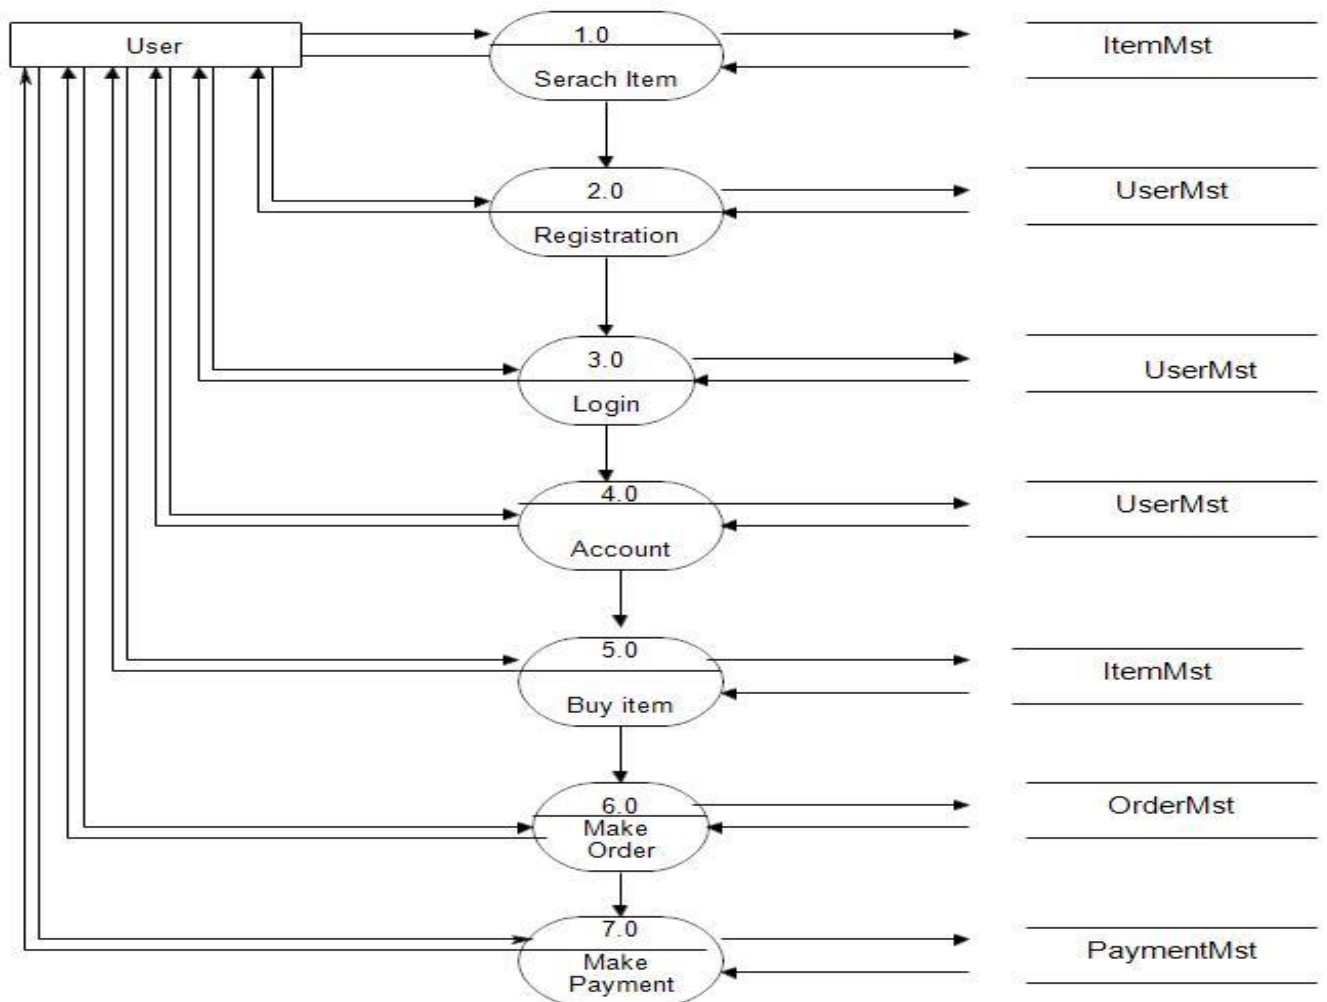 User
1.0
Serach Item
ItemMst
2.0
Registration
UserMst
3.0
Login
UserMst
4.0
Account
UserMst
5.0
Buy item
ItemMst
6.0
Make
Order
OrderMst
7.0
Make
Payment
PaymentMst